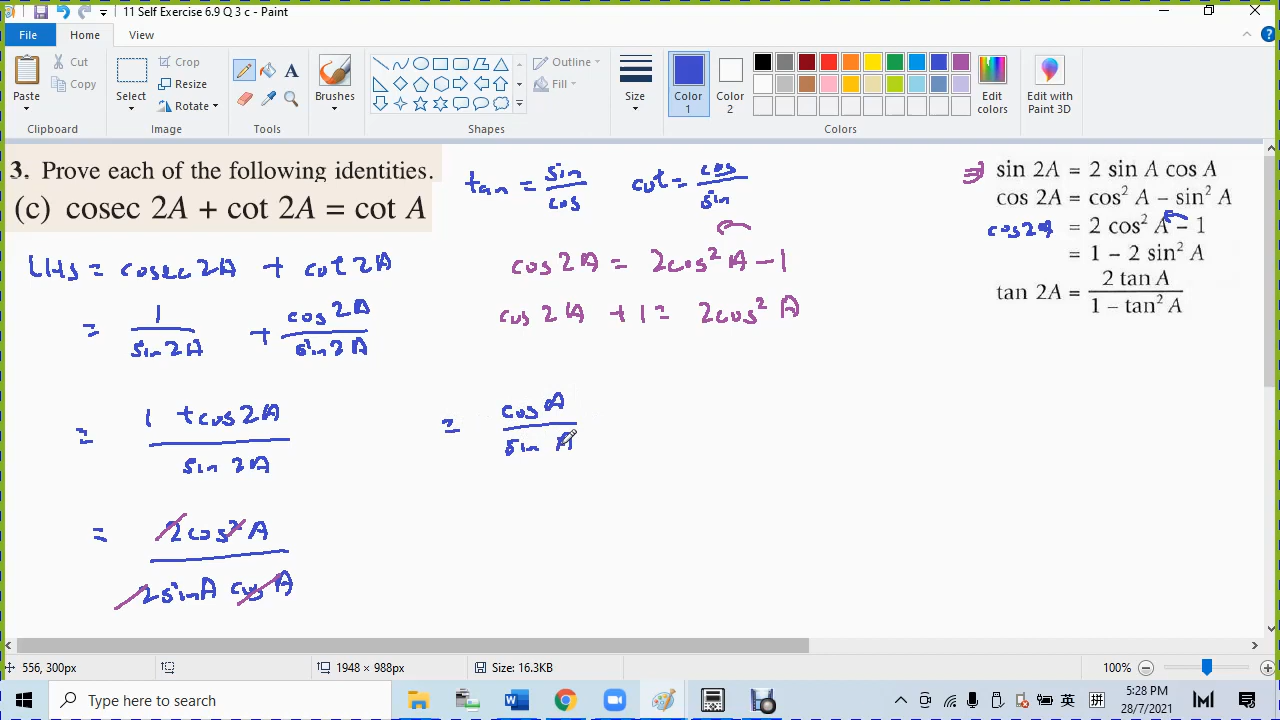 11 Self Exercise 6.9 Q 3 c - Paint
File Home View
Paste Cut Copy Clipboard
Select Crop Resize Rotate Image
A Tools
Brushes
Outline Fill Shapes
Size
Color 1 Color 2 Edit colors Colors
Edit with Paint 3D
3. Prove each of the following identities.
(c) cosec 2A + cot 2A = cot A
tan = sin/cos cot = cos/sin
⇒ sin 2A = 2 sin A cos A
cos 2A = cos² A − sin² A
cos2A = 2 cos² A − 1
= 1 − 2 sin² A
tan 2A = 2 tan A / 1 − tan² A
LHS = cosec 2A + cot 2A
= 1/sin 2A + cos 2A/sin 2A
= 1 + cos 2A / sin 2A
= 2cos² A / 2 sin A cos A
cos 2A = 2cos² A − 1
cos 2A + 1 = 2cos² A
= cos A / sin A
556, 300px 1948 × 988px Size: 16.3KB 100%
Type here to search
英 拼 5:28 PM
28/7/2021